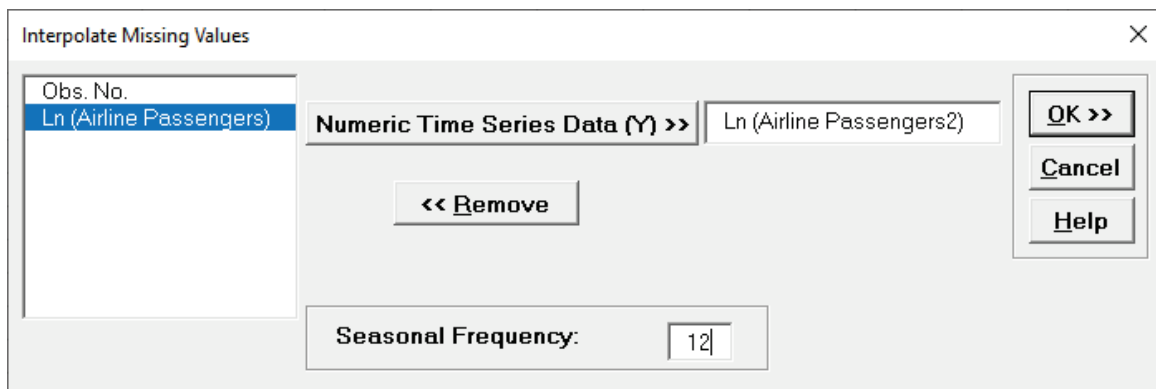 Interpolate Missing Values
Obs. No.
Ln (Airline Passengers)
Numeric Time Series Data (Y) >>
Ln (Airline Passengers2)
<< Remove
OK >>
Cancel
Help
Seasonal Frequency:
12